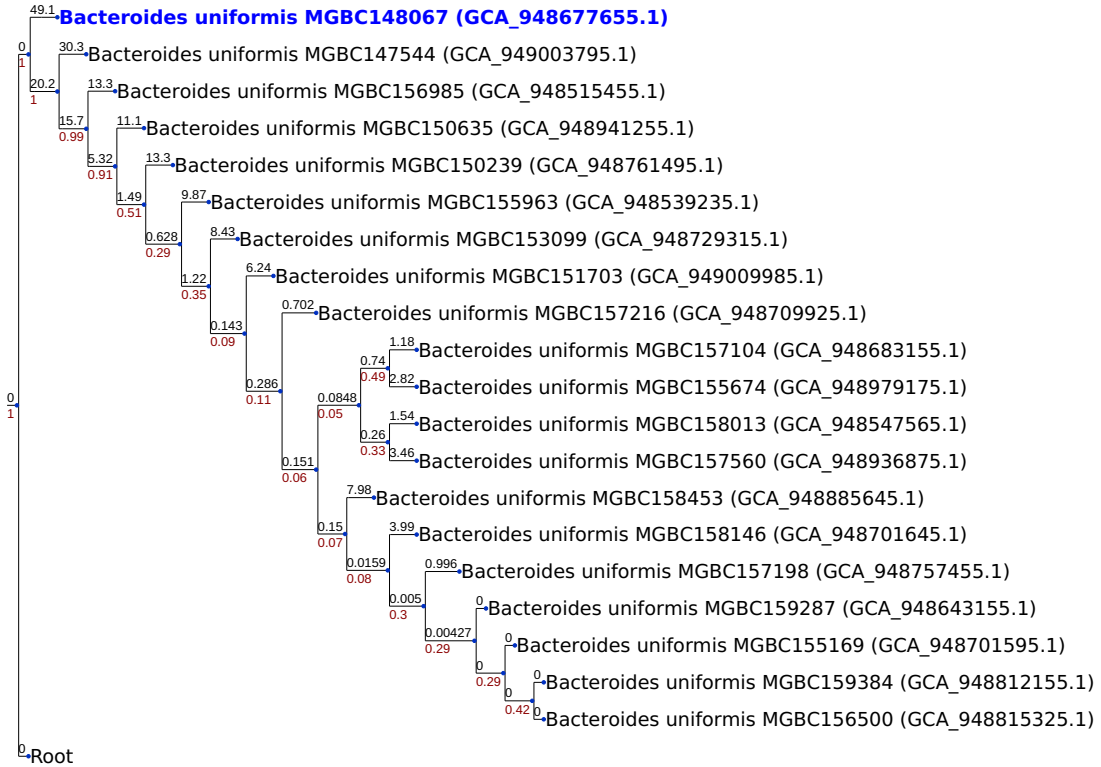 49.1 Bacteroides uniformis MGBC148067 (GCA_948677655.1)
0
1
30.3 Bacteroides uniformis MGBC147544 (GCA_949003795.1)
20.2
1
13.3 Bacteroides uniformis MGBC156985 (GCA_948515455.1)
15.7
0.99
11.1 Bacteroides uniformis MGBC150635 (GCA_948941255.1)
5.32
0.91
13.3 Bacteroides uniformis MGBC150239 (GCA_948761495.1)
1.49
0.51
9.87 Bacteroides uniformis MGBC155963 (GCA_948539235.1)
0.628
0.29
8.43 Bacteroides uniformis MGBC153099 (GCA_948729315.1)
1.22
0.35
6.24 Bacteroides uniformis MGBC151703 (GCA_949009985.1)
0.143
0.09
0.702 Bacteroides uniformis MGBC157216 (GCA_948709925.1)
1.18 Bacteroides uniformis MGBC157104 (GCA_948683155.1)
0.74
0.49
0.286
0.11
2.82 Bacteroides uniformis MGBC155674 (GCA_948979175.1)
0
1
0.0848
0.05
1.54 Bacteroides uniformis MGBC158013 (GCA_948547565.1)
0.26
0.33
3.46 Bacteroides uniformis MGBC157560 (GCA_948936875.1)
0.151
0.06
7.98 Bacteroides uniformis MGBC158453 (GCA_948885645.1)
0.15
0.07
3.99 Bacteroides uniformis MGBC158146 (GCA_948701645.1)
0.0159
0.08
0.996 Bacteroides uniformis MGBC157198 (GCA_948757455.1)
0.005
0.3
0 Bacteroides uniformis MGBC159287 (GCA_948643155.1)
0.00427
0.29
0 Bacteroides uniformis MGBC155169 (GCA_948701595.1)
0
0.29
0 Bacteroides uniformis MGBC159384 (GCA_948812155.1)
0
0.42
0 Bacteroides uniformis MGBC156500 (GCA_948815325.1)
0 Root